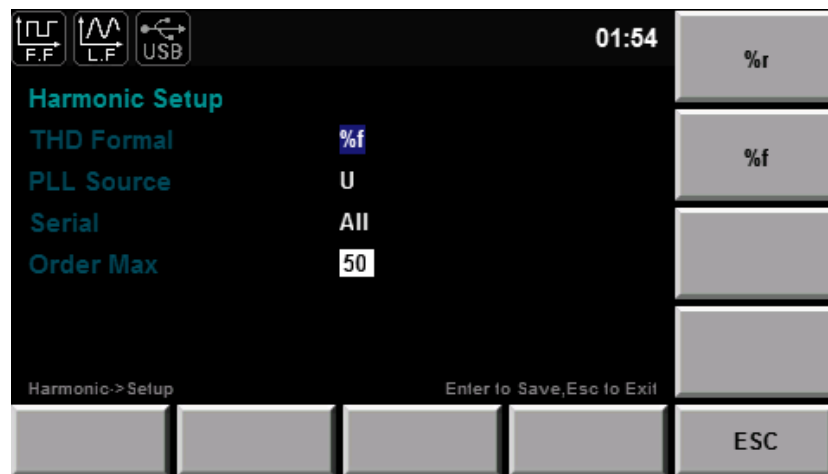 F.F L.F USB 01:54
%r
Harmonic Setup
THD Formal %f
%f
PLL Source U
Serial All
Order Max 50
Harmonic->Setup Enter to Save,Esc to Exit
ESC